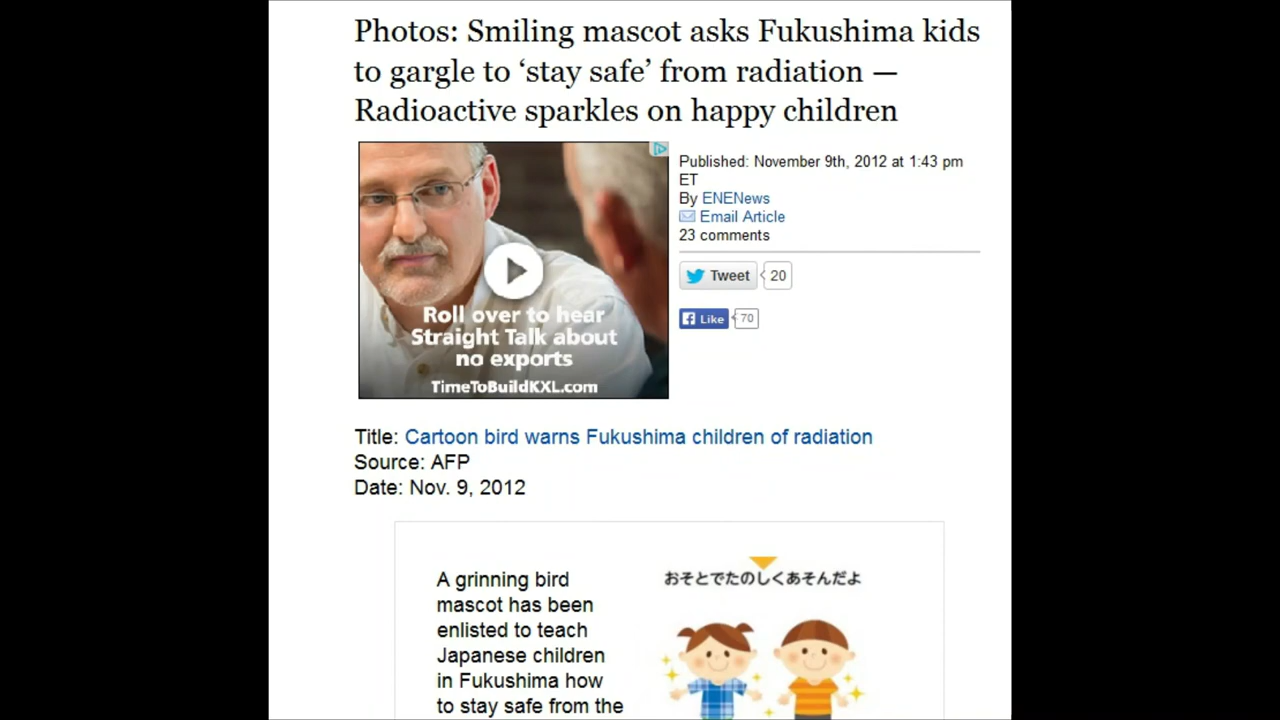 Photos: Smiling mascot asks Fukushima kids
to gargle to ‘stay safe’ from radiation —
Radioactive sparkles on happy children
Roll over to hear
Straight Talk about
no exports
TimeToBuildKXL.com
Published: November 9th, 2012 at 1:43 pm
ET
By ENENews
Email Article
23 comments
Tweet 20
Like 70
Title: Cartoon bird warns Fukushima children of radiation
Source: AFP
Date: Nov. 9, 2012
A grinning bird
mascot has been
enlisted to teach
Japanese children
in Fukushima how
to stay safe from the
おそとでたのしくあそんだよ